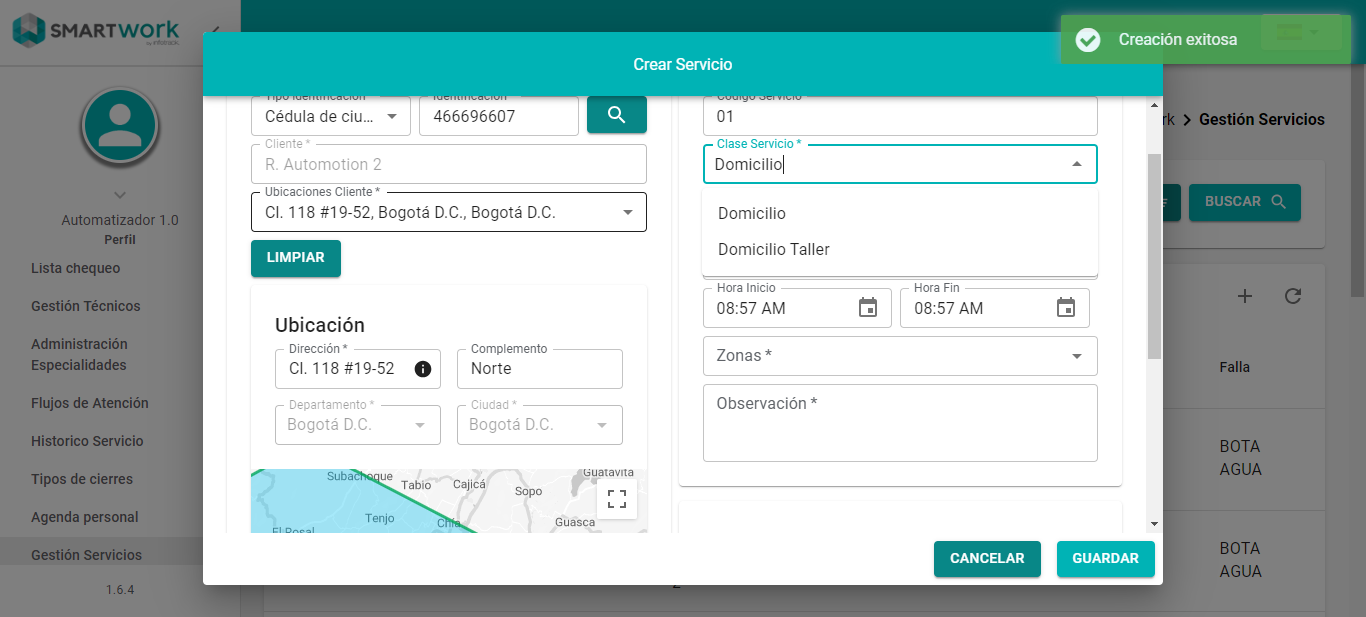 SMARTWORK
by infotrack
Creación exitosa
Crear Servicio
Gestión Servicios
Automatizador 1.0
Perfil
Lista chequeo
Gestión Técnicos
Administración
Especialidades
Flujos de Atención
Historico Servicio
Tipos de cierres
Agenda personal
Gestión Servicios
1.6.4
Tipo Identificación
Cédula de ciu...
Identificación
466696607
Cliente *
R. Automotion 2
Ubicaciones Cliente *
Cl. 118 #19-52, Bogotá D.C., Bogotá D.C.
LIMPIAR
Ubicación
Dirección *
Cl. 118 #19-52
Complemento
Norte
Departamento *
Bogotá D.C.
Ciudad *
Bogotá D.C.
Subachoque
Tabio
Cajicá
Sopo
Guatavita
Tenjo
Chía
Guasca
El Rosal
Código Servicio
01
Clase Servicio *
Domicilio
Domicilio
Domicilio Taller
Hora Inicio
08:57 AM
Hora Fin
08:57 AM
Zonas *
Observación *
CANCELAR
GUARDAR
BUSCAR
Falla
BOTA
AGUA
BOTA
AGUA